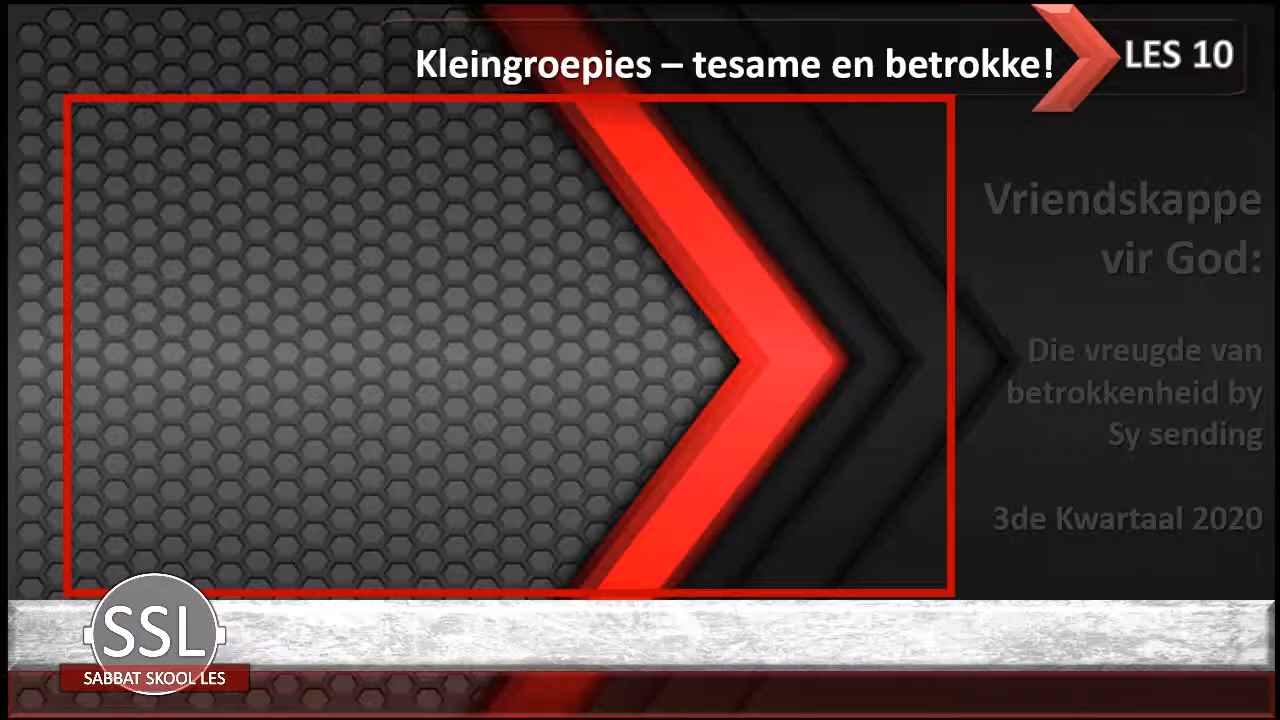 Kleingroepies – tesame en betrokke!
LES 10
Vriendskappe
vir God:
Die vreugde van
betrokkenheid by
Sy sending
3de Kwartaal 2020
SSL
SABBAT SKOOL LES